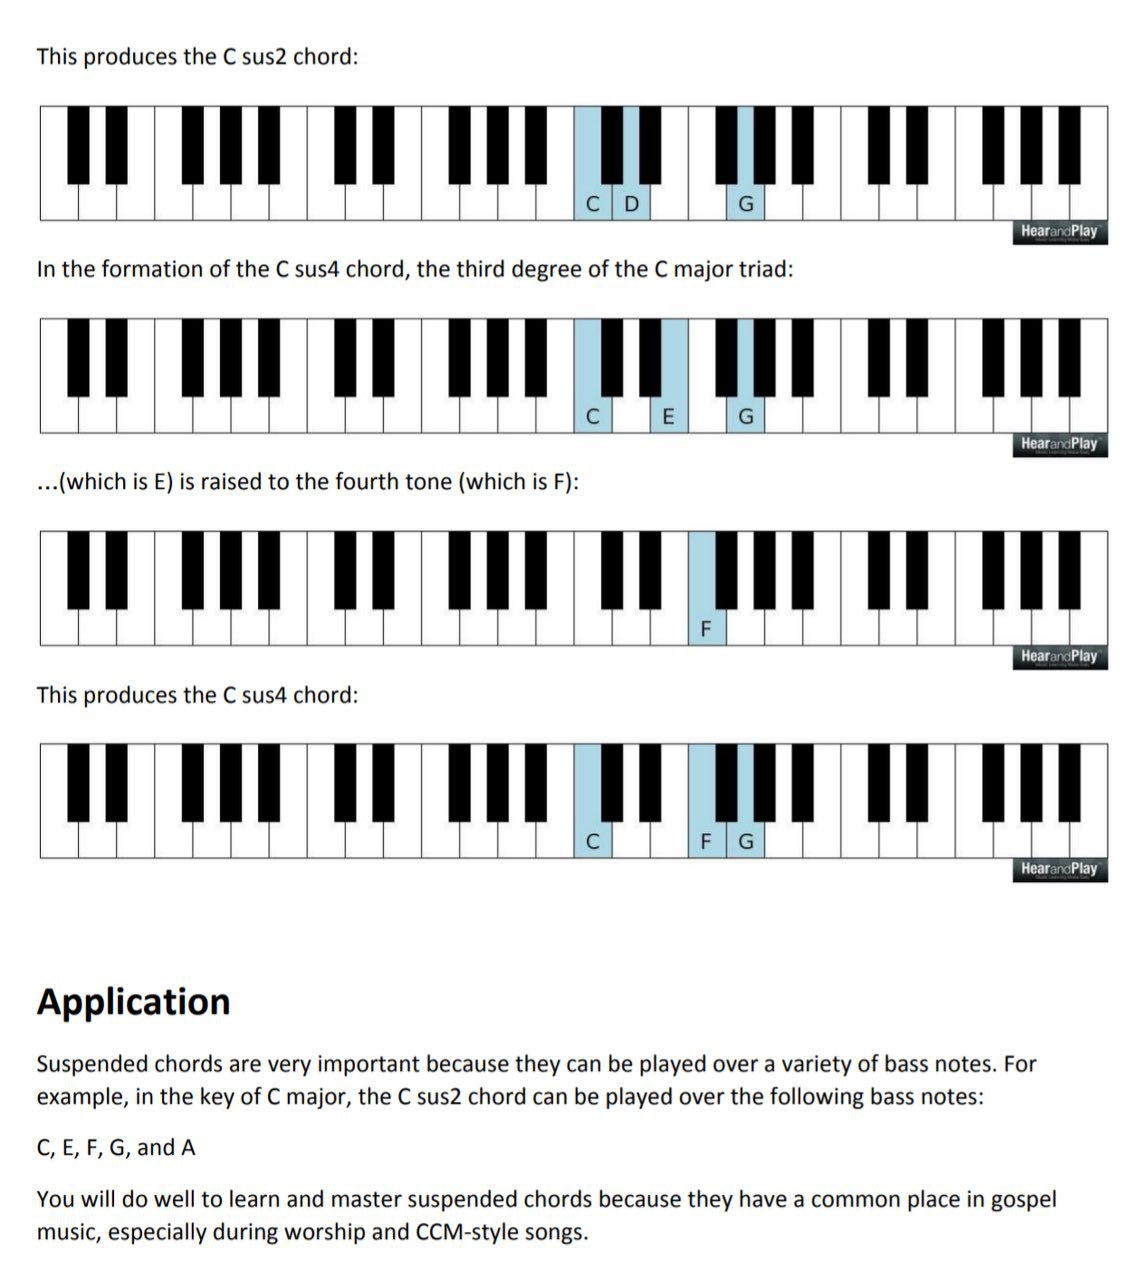 This produces the C sus2 chord:
C D G
HearandPlay
In the formation of the C sus4 chord, the third degree of the C major triad:
C E G
HearandPlay
...(which is E) is raised to the fourth tone (which is F):
F
HearandPlay
This produces the C sus4 chord:
C F G
HearandPlay
Application
Suspended chords are very important because they can be played over a variety of bass notes. For
example, in the key of C major, the C sus2 chord can be played over the following bass notes:
C, E, F, G, and A
You will do well to learn and master suspended chords because they have a common place in gospel
music, especially during worship and CCM-style songs.